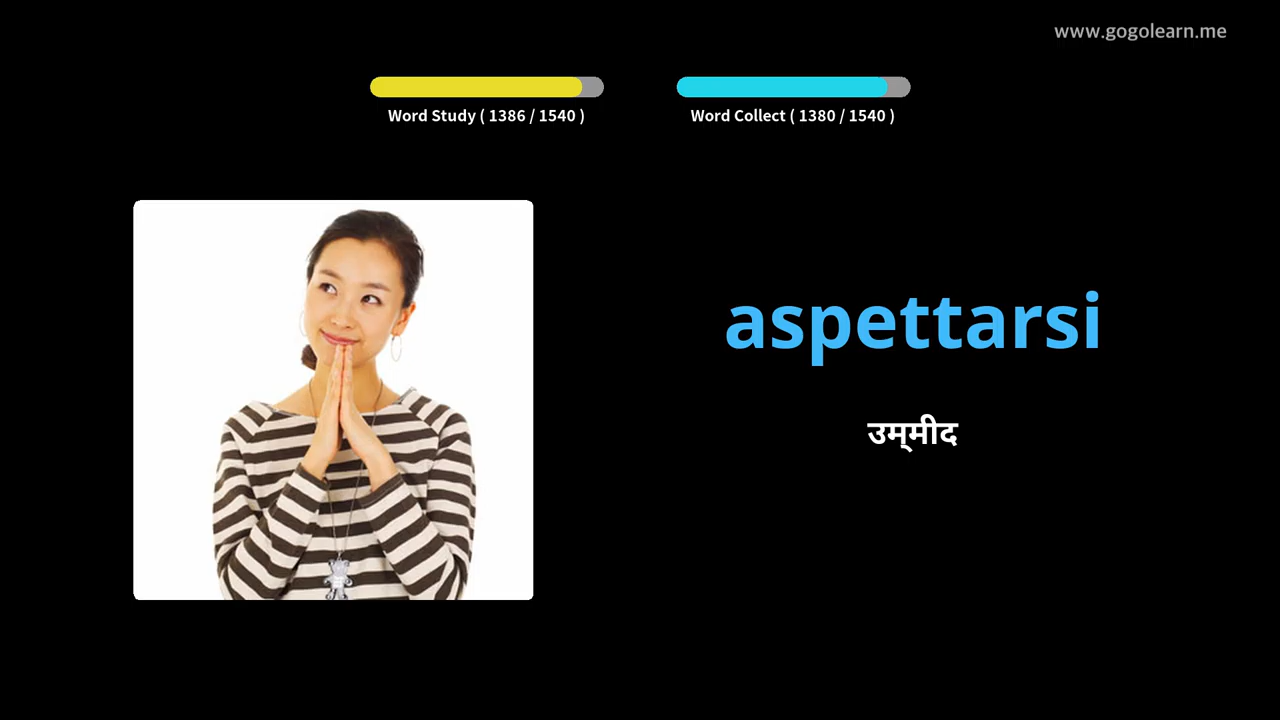 www.gogolearn.me
Word Study ( 1386 / 1540 )
Word Collect ( 1380 / 1540 )
aspettarsi
उम्मीद